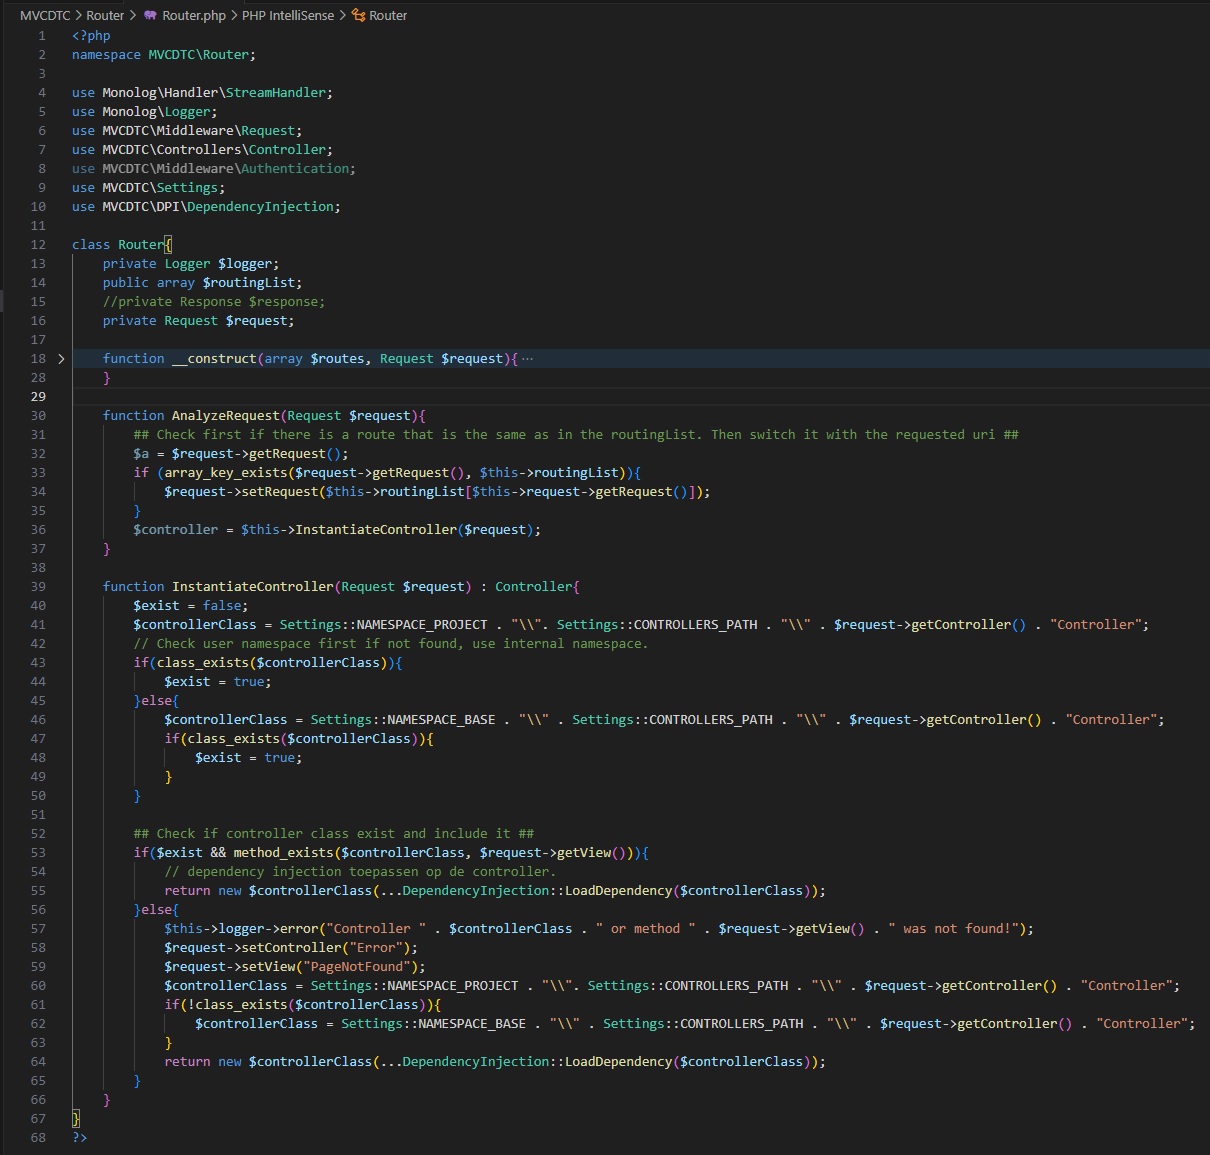 MVCDTC > Router > Router.php > PHP IntelliSense > Router
1 <?php
2 namespace MVCDTC\Router;
3
4 use Monolog\Handler\StreamHandler;
5 use Monolog\Logger;
6 use MVCDTC\Middleware\Request;
7 use MVCDTC\Controllers\Controller;
8 use MVCDTC\Middleware\Authentication;
9 use MVCDTC\Settings;
10 use MVCDTC\DPI\DependencyInjection;
11
12 class Router{
13     private Logger $logger;
14     public array $routingList;
15     //private Response $response;
16     private Request $request;
17
18 >   function __construct(array $routes, Request $request){ ···
28     }
29
30     function AnalyzeRequest(Request $request){
31         ## Check first if there is a route that is the same as in the routingList. Then switch it with the requested uri ##
32         $a = $request->getRequest();
33         if (array_key_exists($request->getRequest(), $this->routingList)){
34             $request->setRequest($this->routingList[$this->request->getRequest()]);
35         }
36         $controller = $this->InstantiateController($request);
37     }
38
39     function InstantiateController(Request $request) : Controller{
40         $exist = false;
41         $controllerClass = Settings::NAMESPACE_PROJECT . "\\". Settings::CONTROLLERS_PATH . "\\" . $request->getController() . "Controller";
42         // Check user namespace first if not found, use internal namespace.
43         if(class_exists($controllerClass)){
44             $exist = true;
45         }else{
46             $controllerClass = Settings::NAMESPACE_BASE . "\\" . Settings::CONTROLLERS_PATH . "\\" . $request->getController() . "Controller";
47             if(class_exists($controllerClass)){
48                 $exist = true;
49             }
50         }
51
52         ## Check if controller class exist and include it ##
53         if($exist && method_exists($controllerClass, $request->getView())){
54             // dependency injection toepassen op de controller.
55             return new $controllerClass(...DependencyInjection::LoadDependency($controllerClass));
56         }else{
57             $this->logger->error("Controller " . $controllerClass . " or method " . $request->getView() . " was not found!");
58             $request->setController("Error");
59             $request->setView("PageNotFound");
60             $controllerClass = Settings::NAMESPACE_PROJECT . "\\". Settings::CONTROLLERS_PATH . "\\" . $request->getController() . "Controller";
61             if(!class_exists($controllerClass)){
62                 $controllerClass = Settings::NAMESPACE_BASE . "\\" . Settings::CONTROLLERS_PATH . "\\" . $request->getController() . "Controller";
63             }
64             return new $controllerClass(...DependencyInjection::LoadDependency($controllerClass));
65         }
66     }
67 }
68 ?>